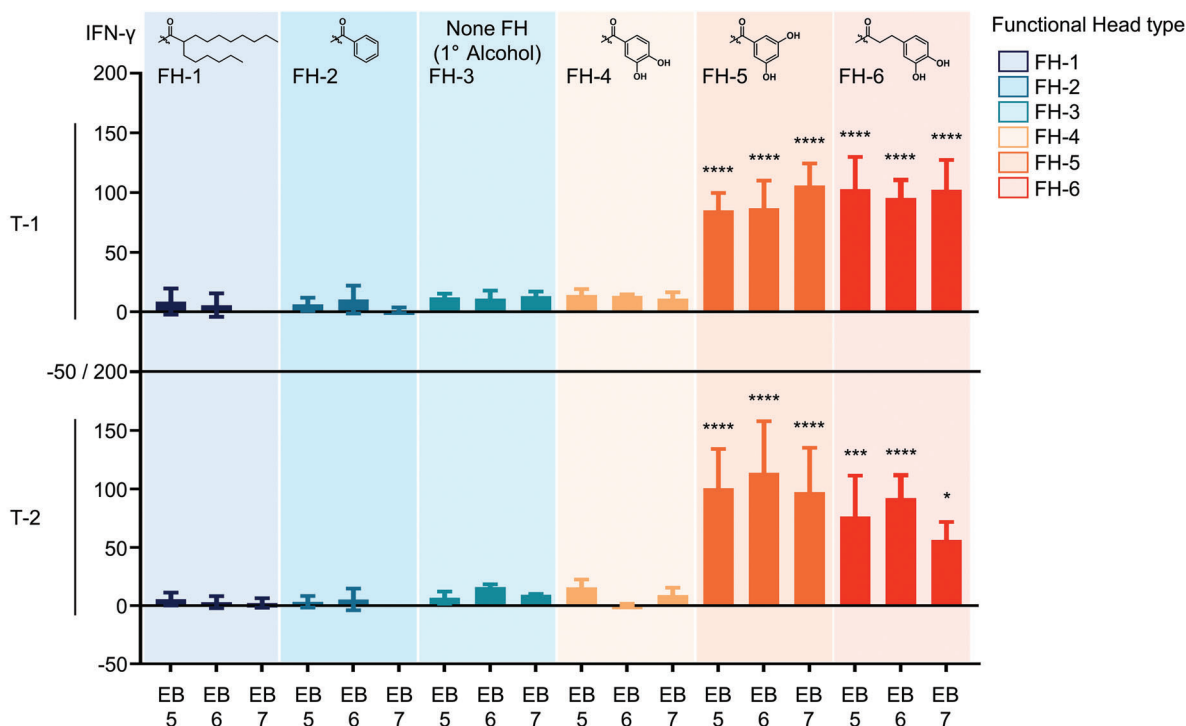 IFN-γ
200
150
100
50
0
-50 / 200
150
100
50
0
-50
T-1
T-2
O
FH-1
O
FH-2
None FH
(1° Alcohol)
FH-3
O
OH
OH
FH-4
O
OH
OH
FH-5
O
OH
OH
FH-6
**** **** **** **** **** ****
**** **** **** *** **** *
EB EB EB EB EB EB EB EB EB EB EB EB EB EB EB EB EB EB
5 6 7 5 6 7 5 6 7 5 6 7 5 6 7 5 6 7
Functional Head type
FH-1
FH-2
FH-3
FH-4
FH-5
FH-6